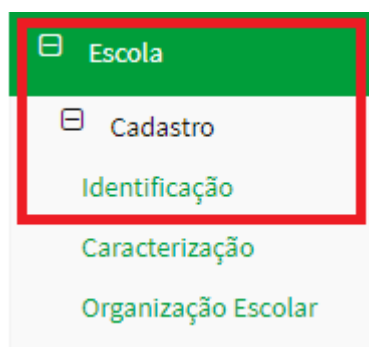 Escola
Cadastro
Identificação
Caracterização
Organização Escolar